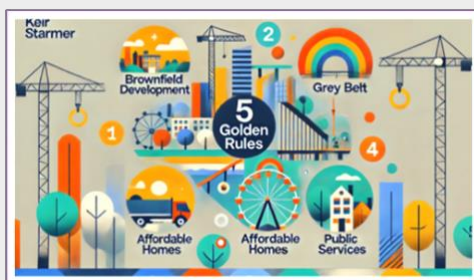 Keir
Starmer
2
Brownfield
Development
Grey Belt
5
Golden
Rules
1
4
Affordable
Homes
Affordable
Homes
Public
Services